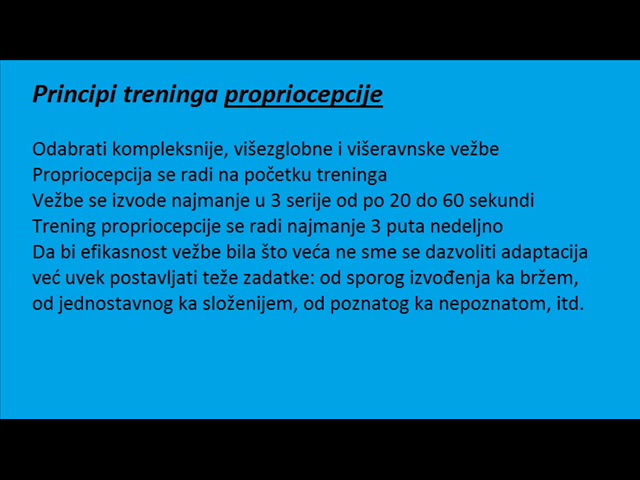 Principi treninga propriocepcije
Odabrati kompleksnije, višezglobne i višeravnske vežbe
Propriocepcija se radi na početku treninga
Vežbe se izvode najmanje u 3 serije od po 20 do 60 sekundi
Trening propriocepcije se radi najmanje 3 puta nedeljno
Da bi efikasnost vežbe bila što veća ne sme se dazvoliti adaptacija
već uvek postavljati teže zadatke: od sporog izvođenja ka bržem,
od jednostavnog ka složenijem, od poznatog ka nepoznatom, itd.